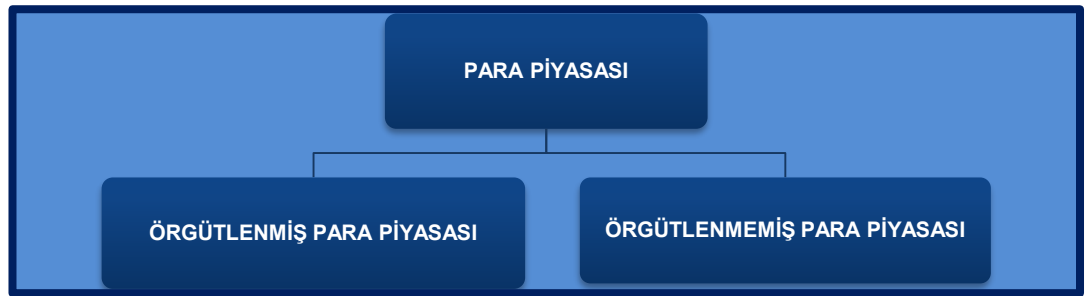 PARA PİYASASI
ÖRGÜTLENMİŞ PARA PİYASASI
ÖRGÜTLENMEMİŞ PARA PİYASASI